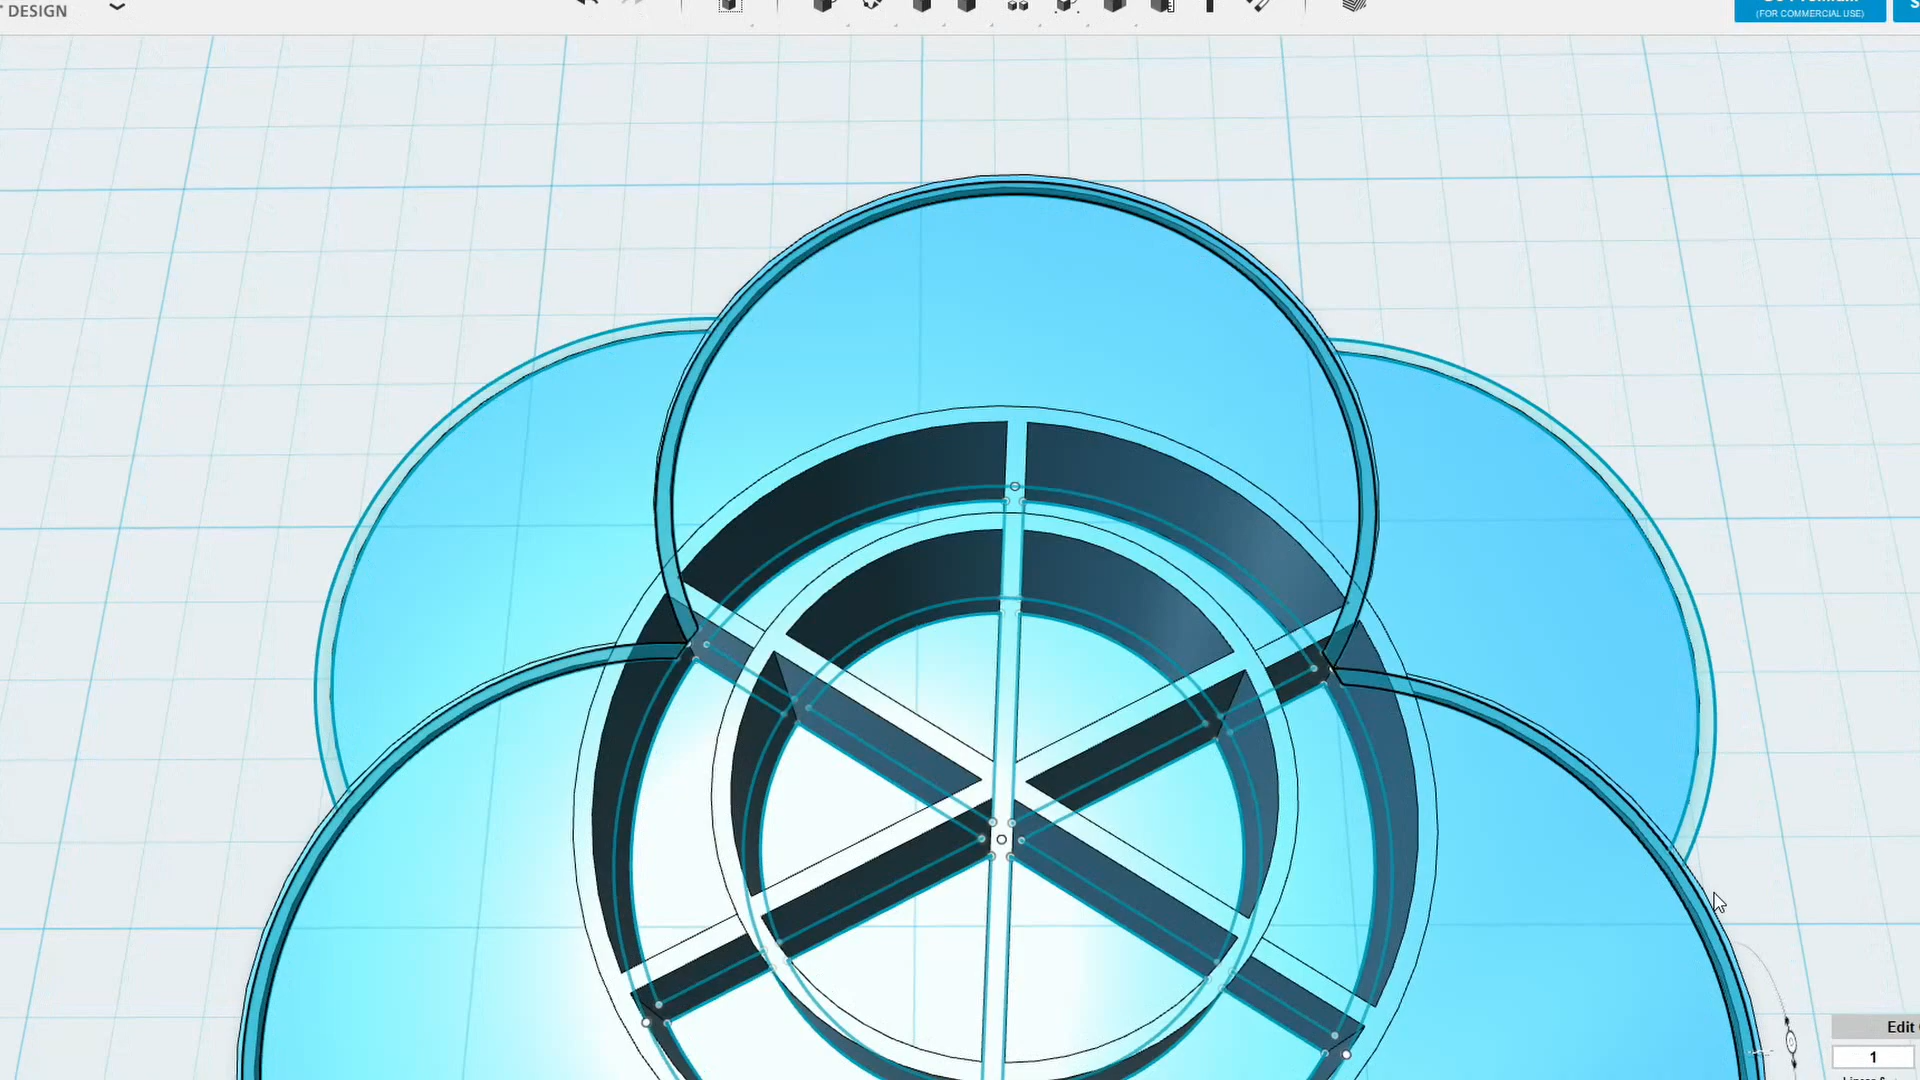 DESIGN
(FOR COMMERCIAL USE)
Edit
1